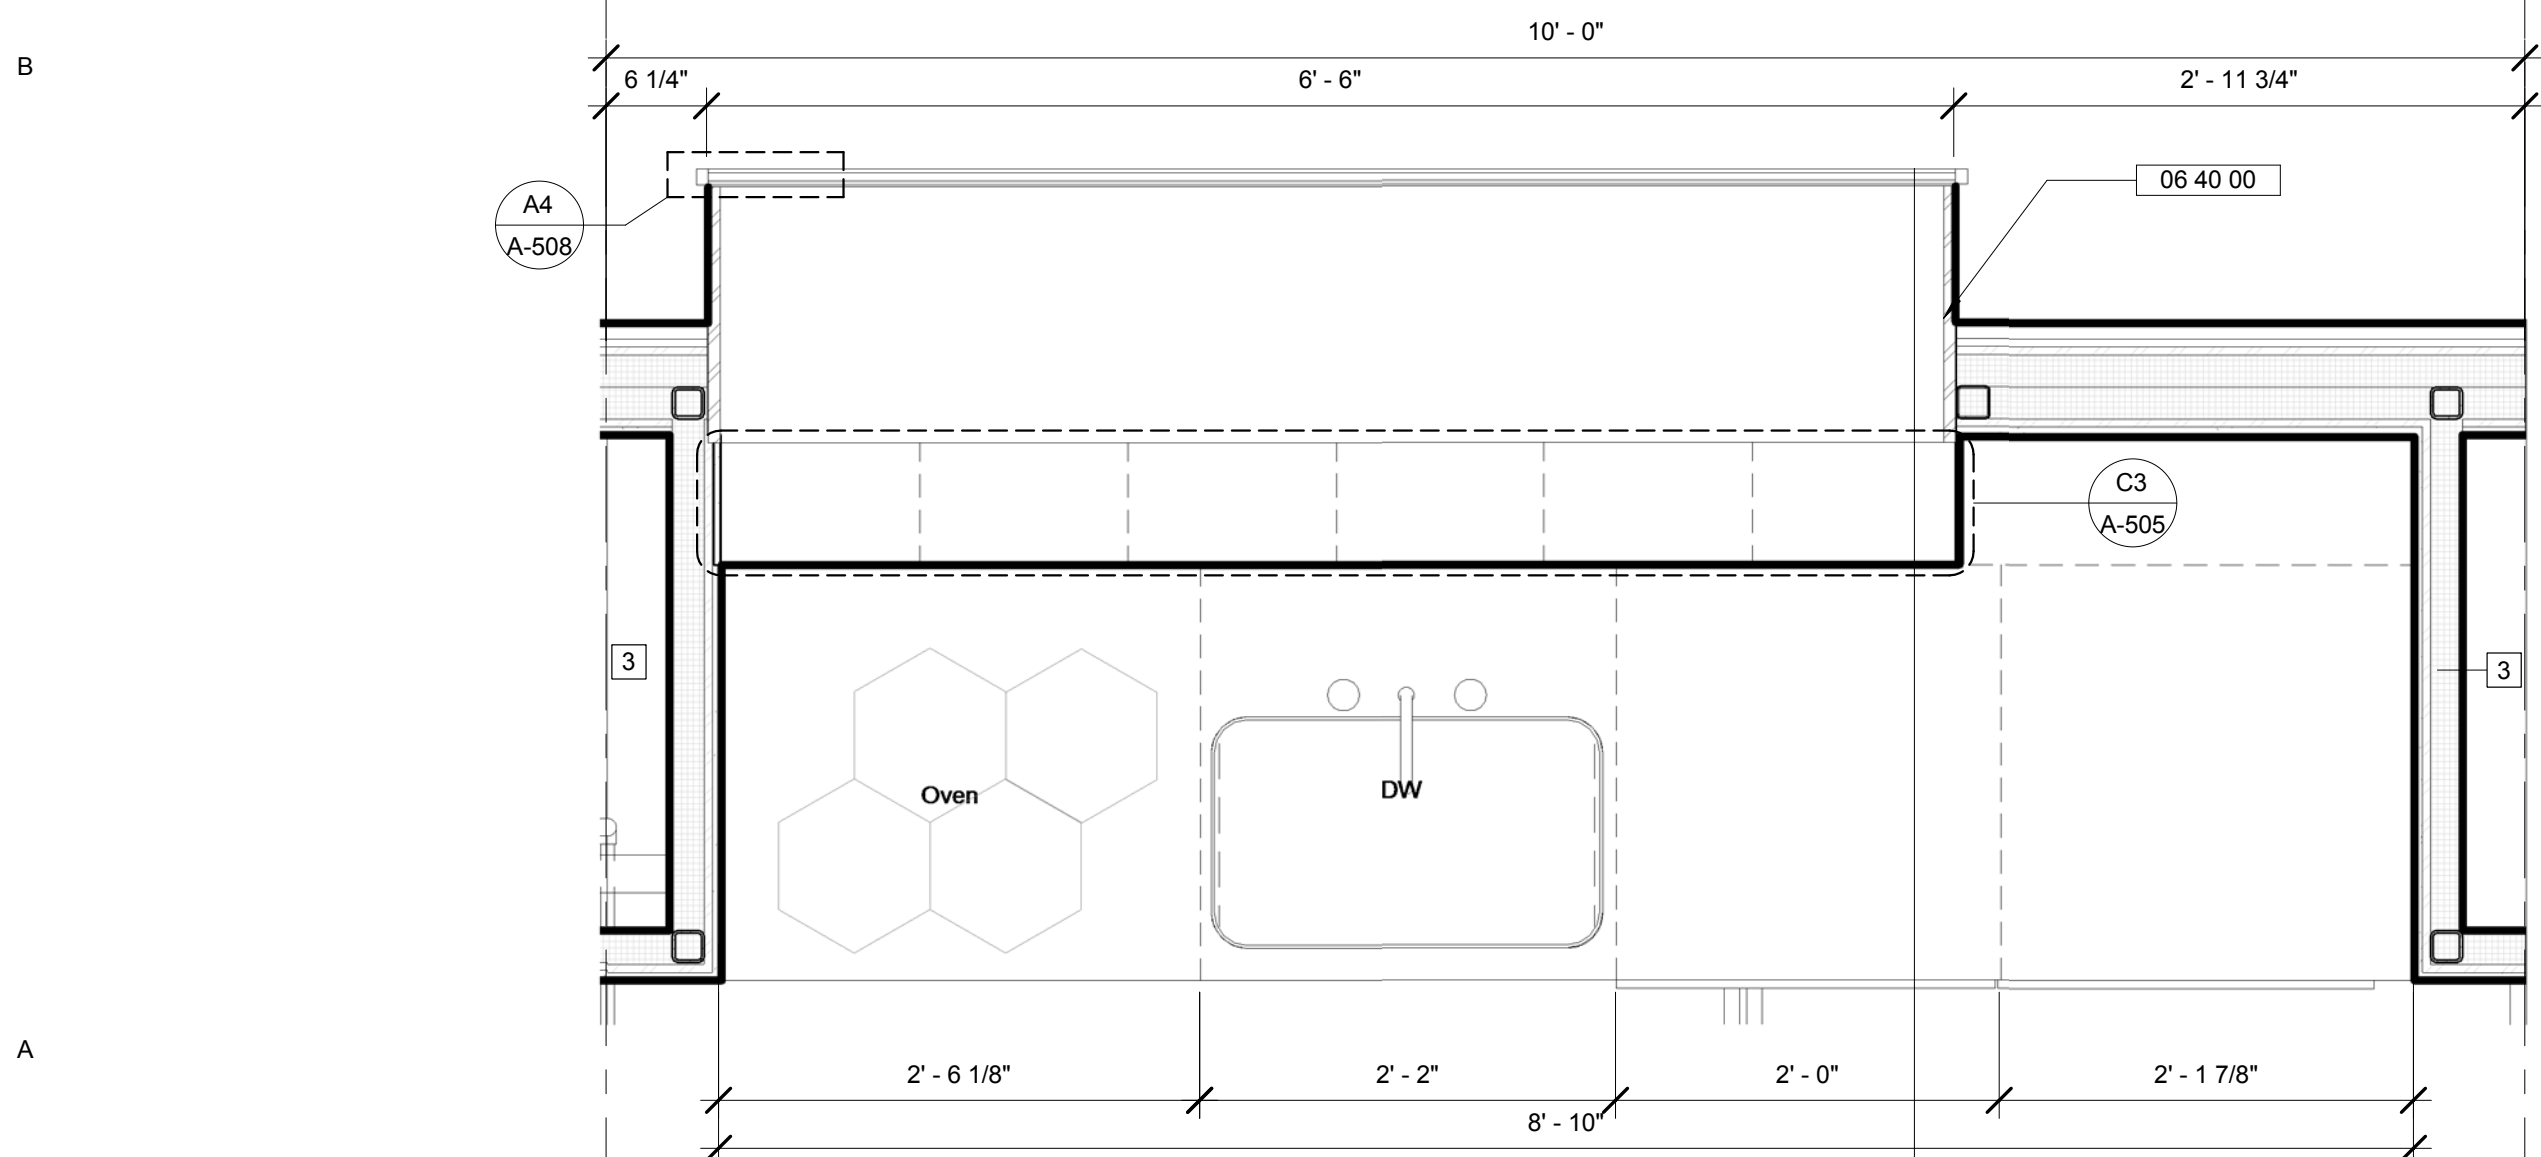 10' - 0"
B
6 1/4" 6' - 6" 2' - 11 3/4"
06 40 00
A4
A-508
C3
A-505
3 3
Oven DW
A
2' - 6 1/8" 2' - 2" 2' - 0" 2' - 1 7/8"
8' - 10"